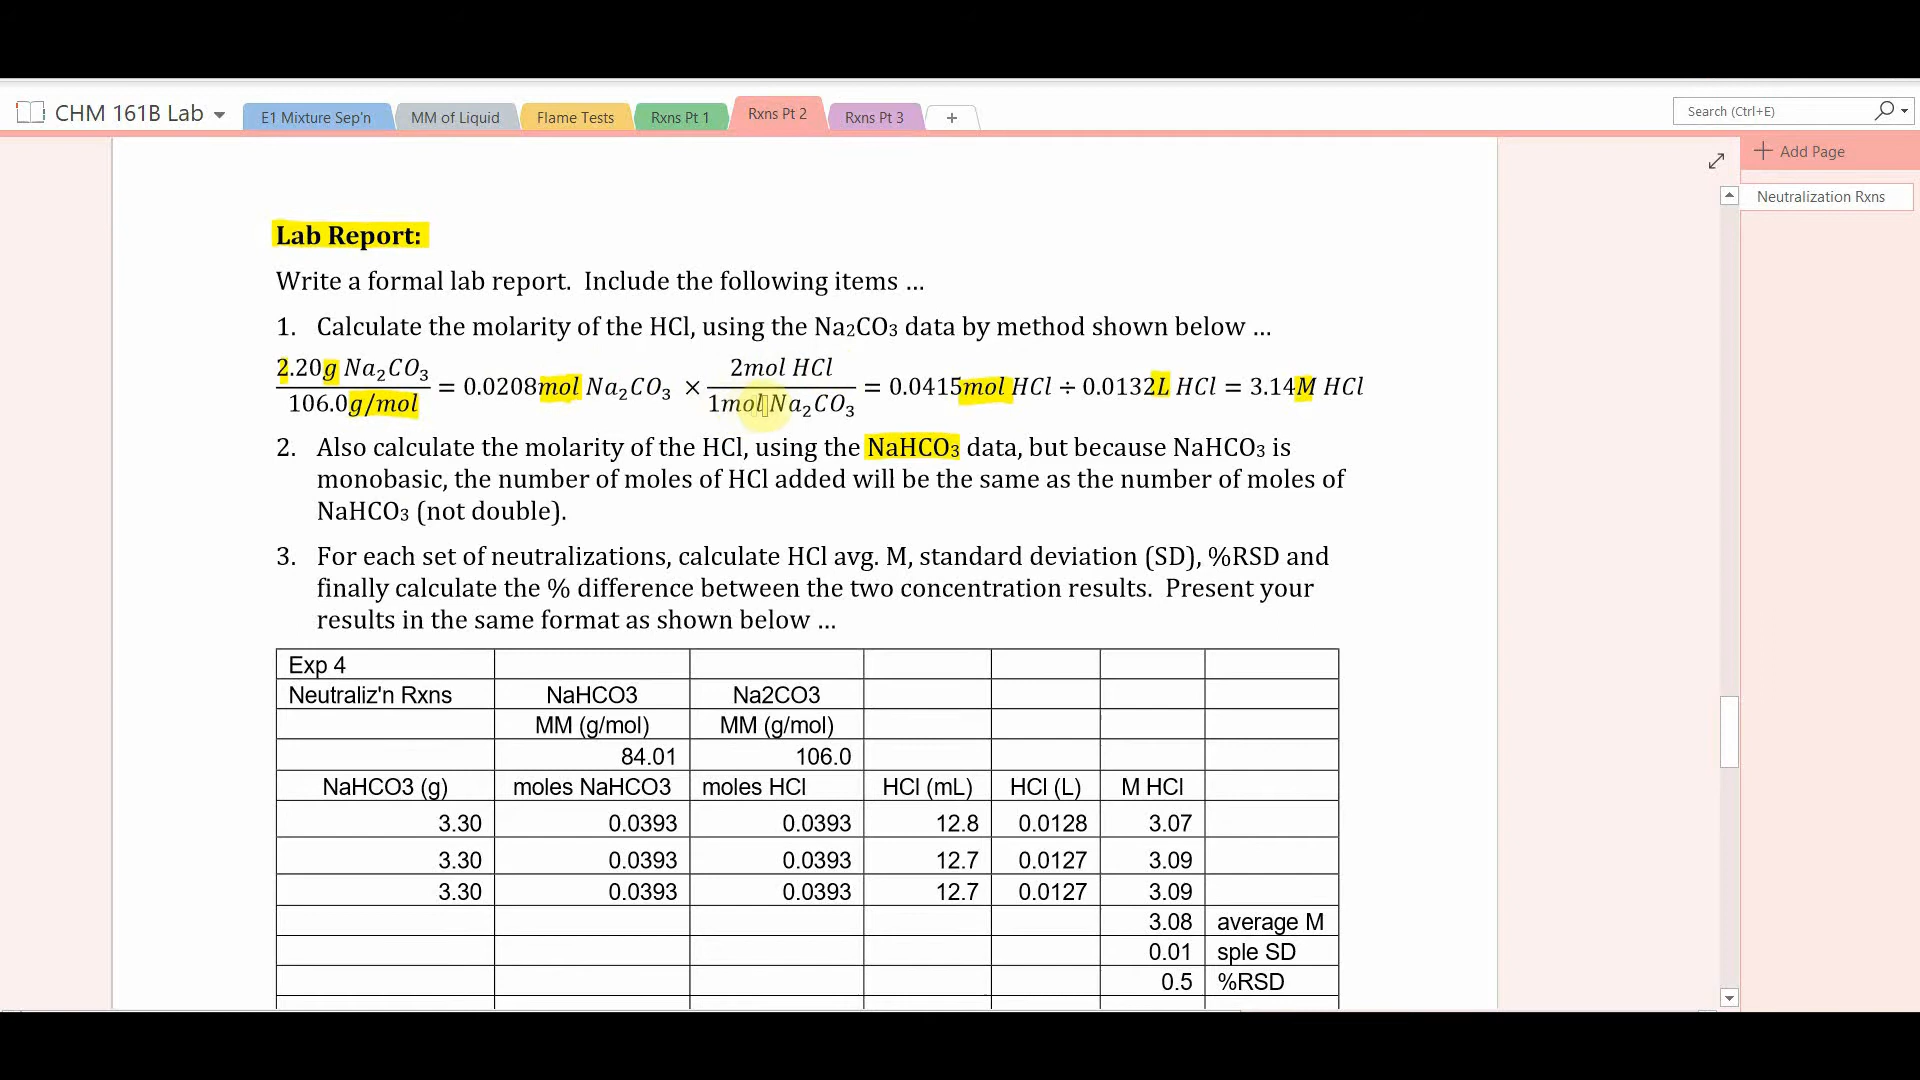 CHM 161B Lab
E1 Mixture Sep'n
MM of Liquid
Flame Tests
Rxns Pt 1
Rxns Pt 2
Rxns Pt 3
+
Search (Ctrl+E)
Add Page
Neutralization Rxns
Lab Report:
Write a formal lab report. Include the following items ...
1. Calculate the molarity of the HCl, using the Na₂CO₃ data by method shown below ...
2.20g Na₂CO₃ / 106.0g/mol = 0.0208mol Na₂CO₃ × 2mol HCl / 1mol Na₂CO₃ = 0.0415mol HCl ÷ 0.0132L HCl = 3.14M HCl
2. Also calculate the molarity of the HCl, using the NaHCO₃ data, but because NaHCO₃ is
monobasic, the number of moles of HCl added will be the same as the number of moles of
NaHCO₃ (not double).
3. For each set of neutralizations, calculate HCl avg. M, standard deviation (SD), %RSD and
finally calculate the % difference between the two concentration results. Present your
results in the same format as shown below ...
Exp 4
Neutraliz'n Rxns NaHCO3 Na2CO3
MM (g/mol) MM (g/mol)
84.01 106.0
NaHCO3 (g) moles NaHCO3 moles HCl HCl (mL) HCl (L) M HCl
3.30 0.0393 0.0393 12.8 0.0128 3.07
3.30 0.0393 0.0393 12.7 0.0127 3.09
3.30 0.0393 0.0393 12.7 0.0127 3.09
3.08 average M
0.01 sple SD
0.5 %RSD